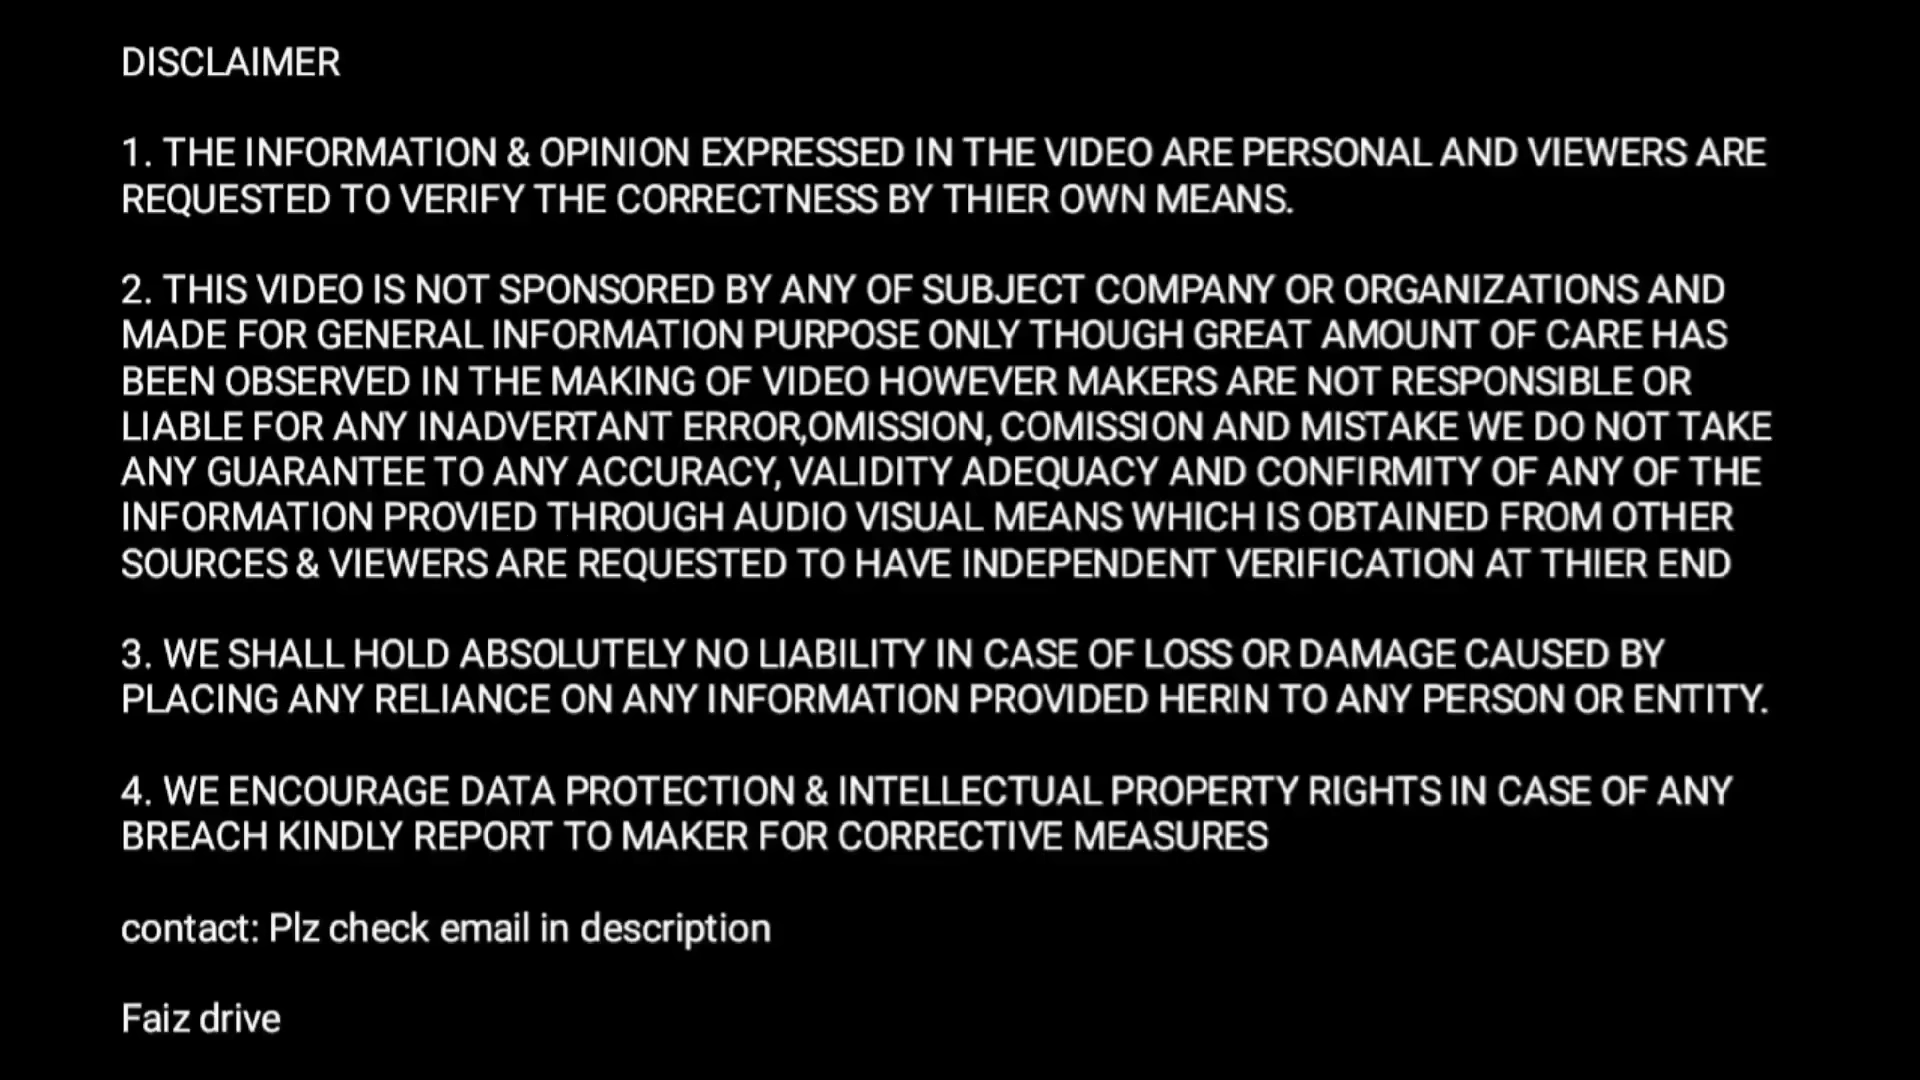 DISCLAIMER
1. THE INFORMATION & OPINION EXPRESSED IN THE VIDEO ARE PERSONAL AND VIEWERS ARE
REQUESTED TO VERIFY THE CORRECTNESS BY THIER OWN MEANS.
2. THIS VIDEO IS NOT SPONSORED BY ANY OF SUBJECT COMPANY OR ORGANIZATIONS AND
MADE FOR GENERAL INFORMATION PURPOSE ONLY THOUGH GREAT AMOUNT OF CARE HAS
BEEN OBSERVED IN THE MAKING OF VIDEO HOWEVER MAKERS ARE NOT RESPONSIBLE OR
LIABLE FOR ANY INADVERTANT ERROR,OMISSION, COMISSION AND MISTAKE WE DO NOT TAKE
ANY GUARANTEE TO ANY ACCURACY, VALIDITY ADEQUACY AND CONFIRMITY OF ANY OF THE
INFORMATION PROVIED THROUGH AUDIO VISUAL MEANS WHICH IS OBTAINED FROM OTHER
SOURCES & VIEWERS ARE REQUESTED TO HAVE INDEPENDENT VERIFICATION AT THIER END
3. WE SHALL HOLD ABSOLUTELY NO LIABILITY IN CASE OF LOSS OR DAMAGE CAUSED BY
PLACING ANY RELIANCE ON ANY INFORMATION PROVIDED HERIN TO ANY PERSON OR ENTITY.
4. WE ENCOURAGE DATA PROTECTION & INTELLECTUAL PROPERTY RIGHTS IN CASE OF ANY
BREACH KINDLY REPORT TO MAKER FOR CORRECTIVE MEASURES
contact: Plz check email in description
Faiz drive